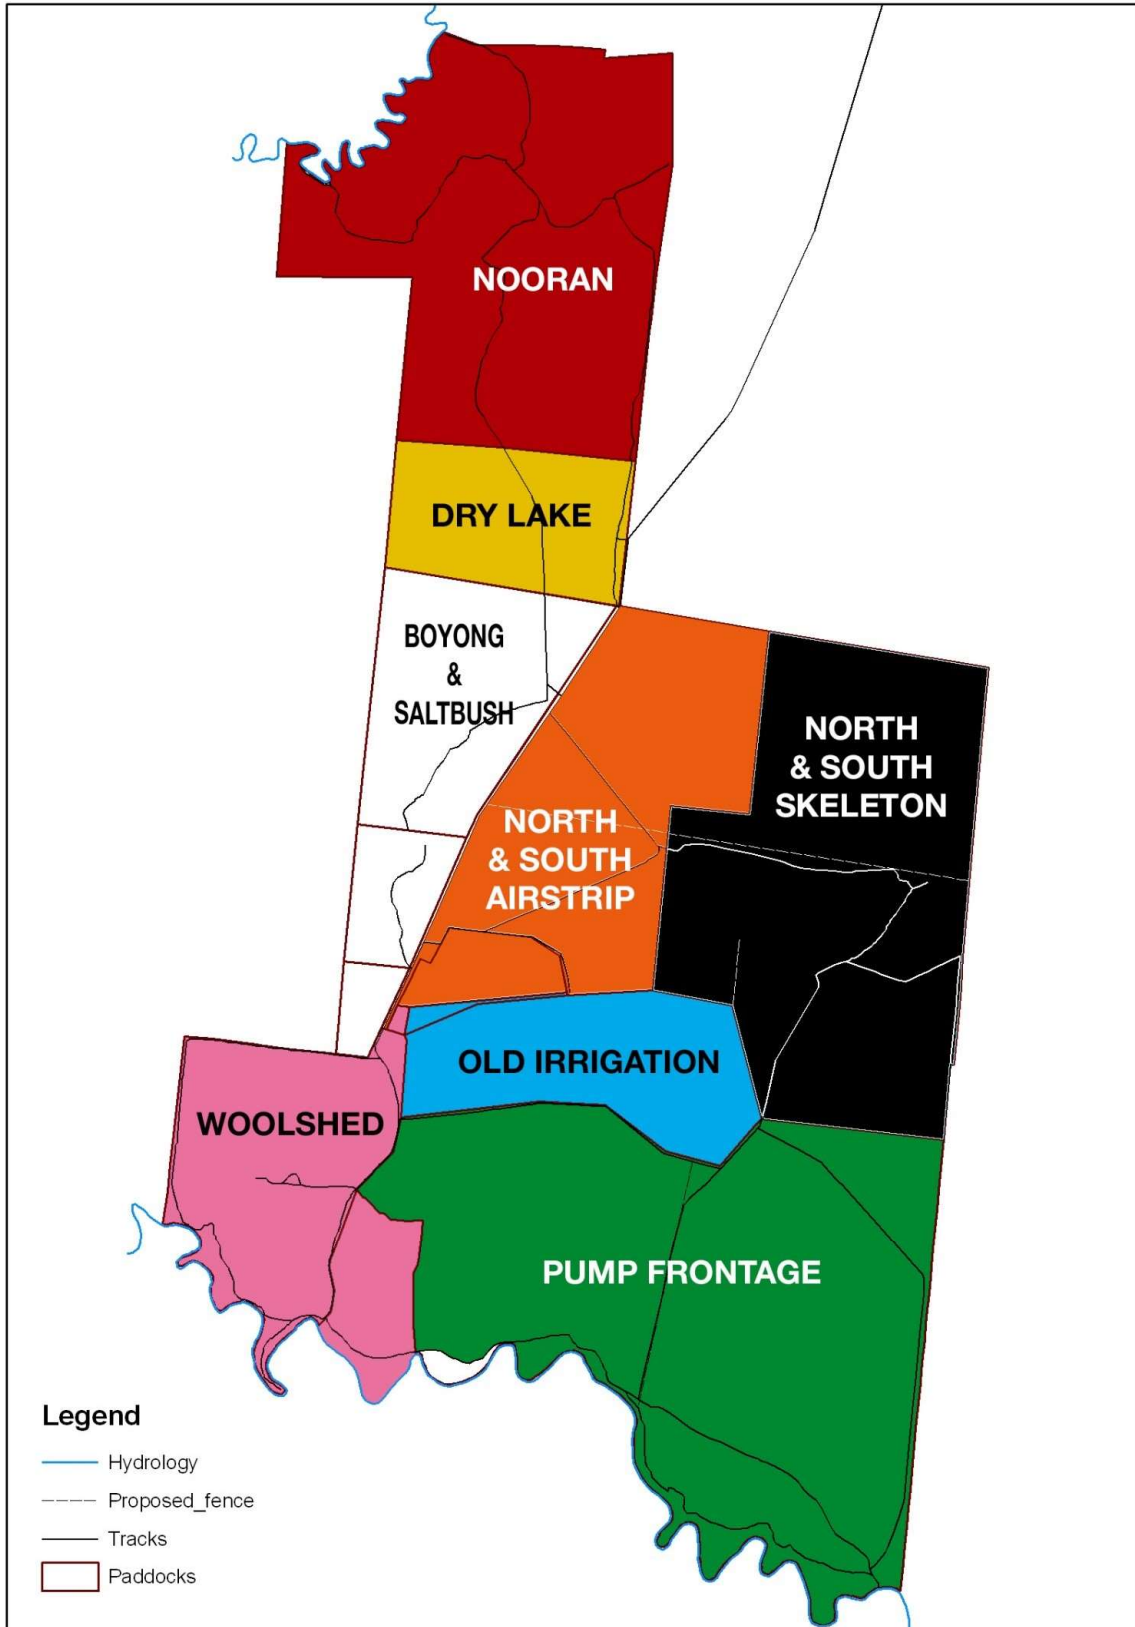 NOORAN
DRY LAKE
BOYONG
&
SALTBUSH
NORTH
& SOUTH
SKELETON
NORTH
& SOUTH
AIRSTRIP
OLD IRRIGATION
WOOLSHED
PUMP FRONTAGE
Legend
Hydrology
Proposed_fence
Tracks
Paddocks